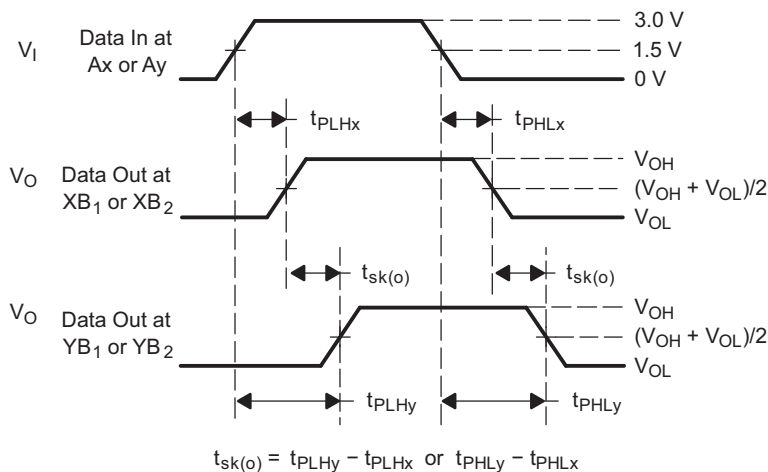 3.0 V
V_I Data In at
Ax or Ay
1.5 V
0 V
t_PLHx t_PHLx
V_O Data Out at
XB_1 or XB_2
V_OH
(V_OH + V_OL)/2
V_OL
t_sk(o) t_sk(o)
V_O Data Out at
YB_1 or YB_2
V_OH
(V_OH + V_OL)/2
V_OL
t_PLHy t_PHLy
t_sk(o) = t_PLHy − t_PLHx or t_PHLy − t_PHLx